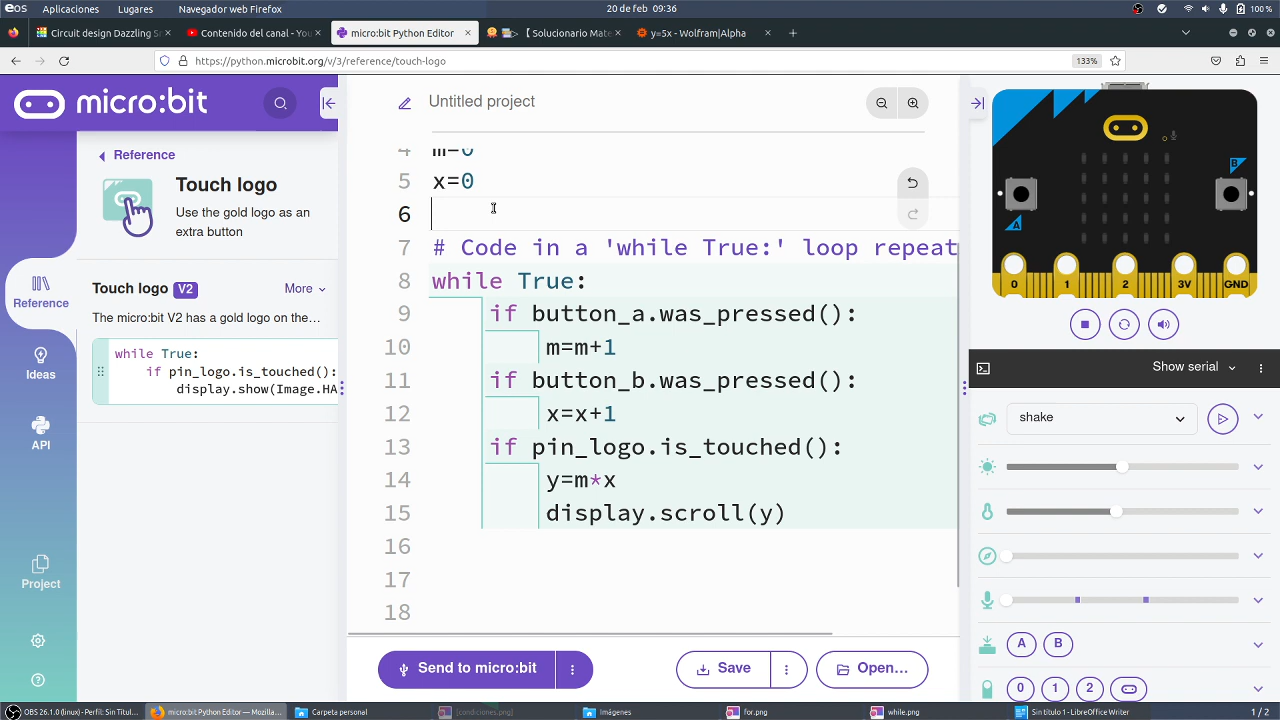 eos Aplicaciones Lugares Navegador web Firefox 20 de feb 09:36 100 %
Circuit design Dazzling S Contenido del canal - You micro:bit Python Editor [ Solucionario Mate y=5x - Wolfram|Alpha
https://python.microbit.org/v/3/reference/touch-logo 133%
micro:bit
Untitled project
Reference
Touch logo
Use the gold logo as an
extra button
Touch logo V2 More
The micro:bit V2 has a gold logo on the…
while True:
if pin_logo.is_touched():
display.show(Image.HA
Reference
Ideas
API
Project
4 m=0
5 x=0
6
7 # Code in a 'while True:' loop repeat
8 while True:
9 if button_a.was_pressed():
10 m=m+1
11 if button_b.was_pressed():
12 x=x+1
13 if pin_logo.is_touched():
14 y=m*x
15 display.scroll(y)
16
17
18
Send to micro:bit Save Open...
A B
0 1 2 3V GND
Show serial
shake
A B
0 1 2
OBS 26.1.0 (linux) - Perfil: Sin Titul… micro:bit Python Editor — Mozilla… Carpeta personal [condiciones.png] Imágenes for.png while.png Sin título 1 - LibreOffice Writer 1 / 2